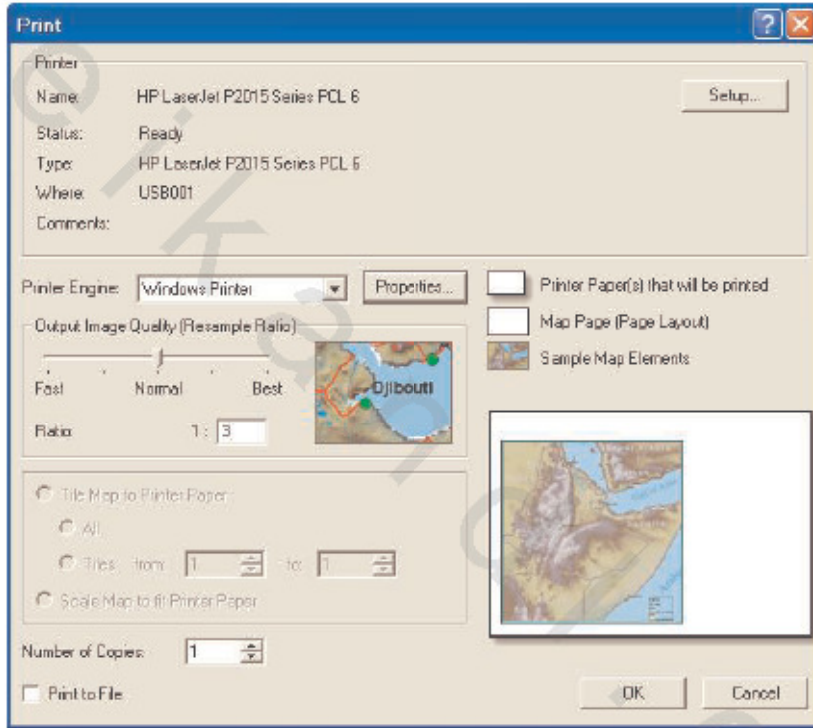 Print
Printer
Name: HP LaserJet P2015 Series PCL 6
Setup...
Status: Ready
Type: HP LaserJet P2015 Series PCL 6
Where: USB001
Comments:
Printer Engine: Windows Printer
Properties...
Printer Paper(s) that will be printed
Map Page (Page Layout)
Sample Map Elements
Output Image Quality (Resample Ratio)
Fast Normal Best
Djibouti
Ratio: 1 : 3
Tile Map to Printer Paper
All
Tiles from: 1 to: 1
Scale Map to fit Printer Paper
Number of Copies: 1
Print to File
OK Cancel